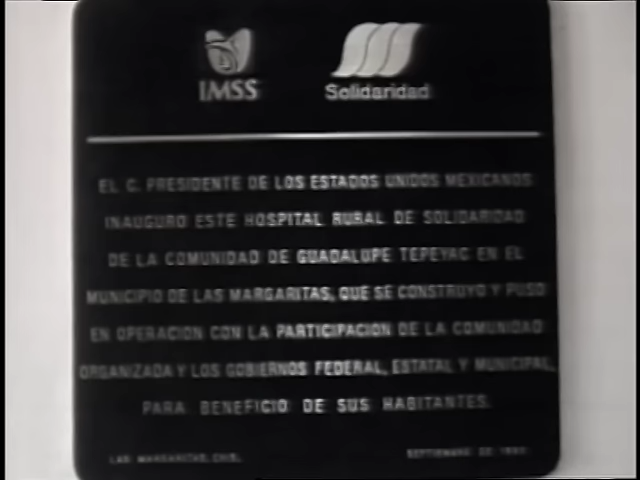 IMSS
Solidaridad
EL C. PRESIDENTE DE LOS ESTADOS UNIDOS MEXICANOS
INAUGURO ESTE HOSPITAL RURAL DE SOLIDARIDAD
DE LA COMUNIDAD DE GUADALUPE TEPEYAC EN EL
MUNICIPIO DE LAS MARGARITAS, QUE SE CONSTRUYO Y PUSO
EN OPERACION CON LA PARTICIPACION DE LA COMUNIDAD
ORGANIZADA Y LOS GOBIERNOS FEDERAL, ESTATAL Y MUNICIPAL,
PARA BENEFICIO DE SUS HABITANTES.
LAS MARGARITAS, CHIS.
SEPTIEMBRE DE